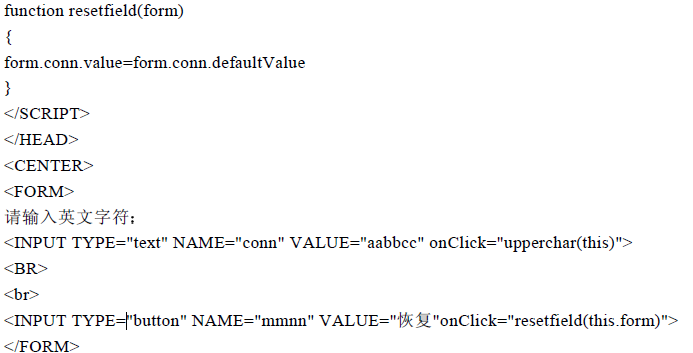 function resetfield(form)
{
form.conn.value=form.conn.defaultValue
}
</SCRIPT>
</HEAD>
<CENTER>
<FORM>
请输入英文字符；
<INPUT TYPE="text" NAME="conn" VALUE="aabbcc" onClick="upperchar(this)">
<BR>
<br>
<INPUT TYPE="button" NAME="mmnn" VALUE="恢复"onClick="resetfield(this.form)">
</FORM>